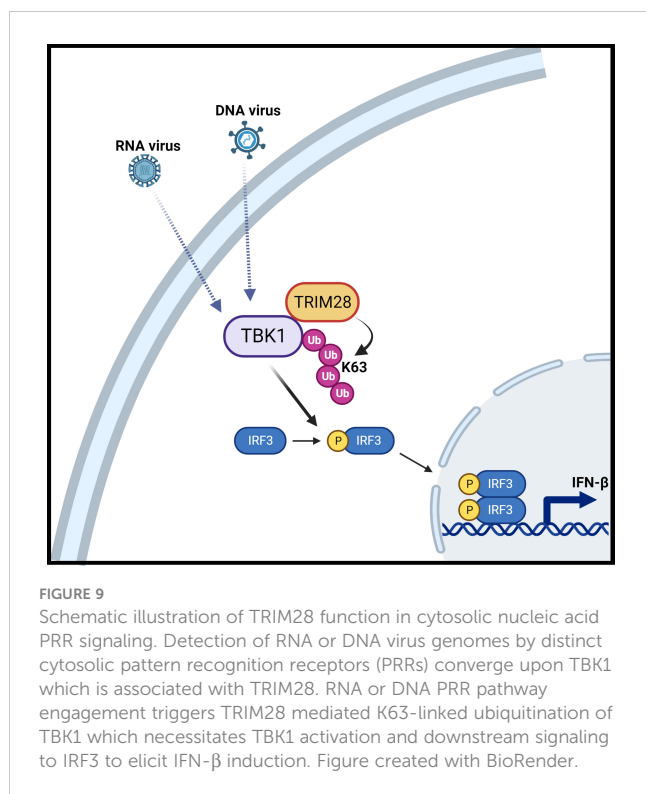 DNA virus
RNA virus
TRIM28
TBK1
Ub
Ub
K63
Ub
Ub
IRF3
P
IRF3
IFN-β
P
IRF3
P
IRF3
FIGURE 9
Schematic illustration of TRIM28 function in cytosolic nucleic acid
PRR signaling. Detection of RNA or DNA virus genomes by distinct
cytosolic pattern recognition receptors (PRRs) converge upon TBK1
which is associated with TRIM28. RNA or DNA PRR pathway
engagement triggers TRIM28 mediated K63-linked ubiquitination of
TBK1 which necessitates TBK1 activation and downstream signaling
to IRF3 to elicit IFN-β induction. Figure created with BioRender.